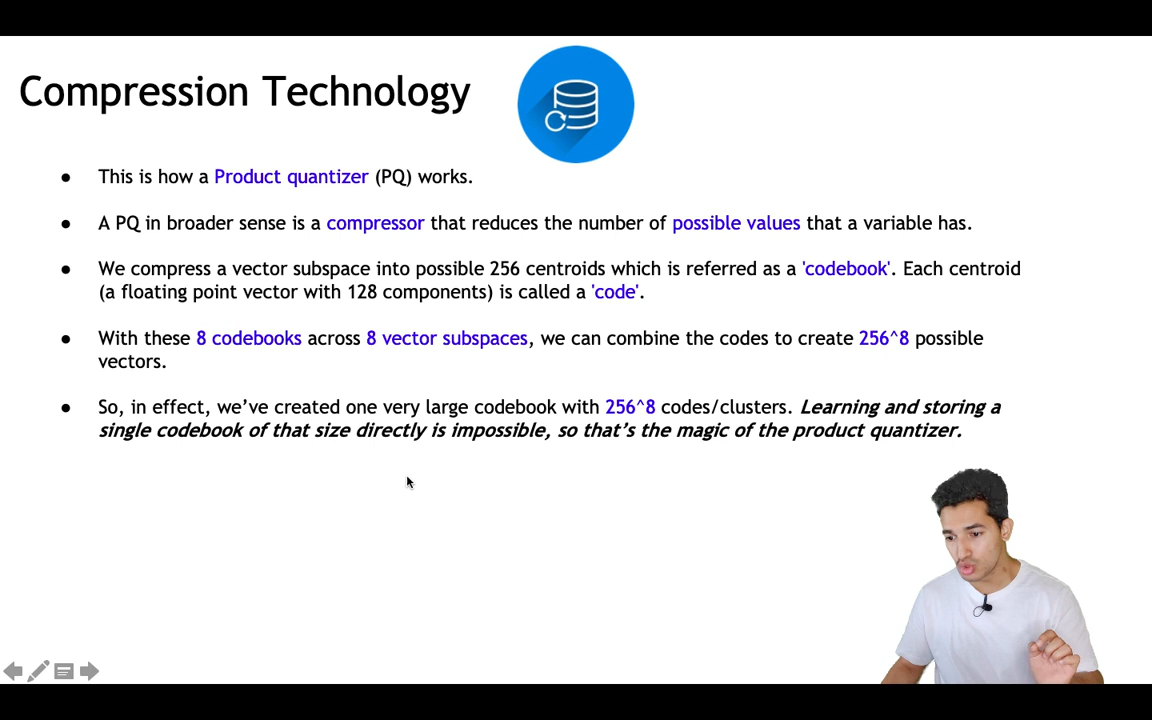 Compression Technology
● This is how a Product quantizer (PQ) works.
● A PQ in broader sense is a compressor that reduces the number of possible values that a variable has.
● We compress a vector subspace into possible 256 centroids which is referred as a 'codebook'. Each centroid
(a floating point vector with 128 components) is called a 'code'.
● With these 8 codebooks across 8 vector subspaces, we can combine the codes to create 256^8 possible
vectors.
● So, in effect, we’ve created one very large codebook with 256^8 codes/clusters. Learning and storing a
single codebook of that size directly is impossible, so that’s the magic of the product quantizer.